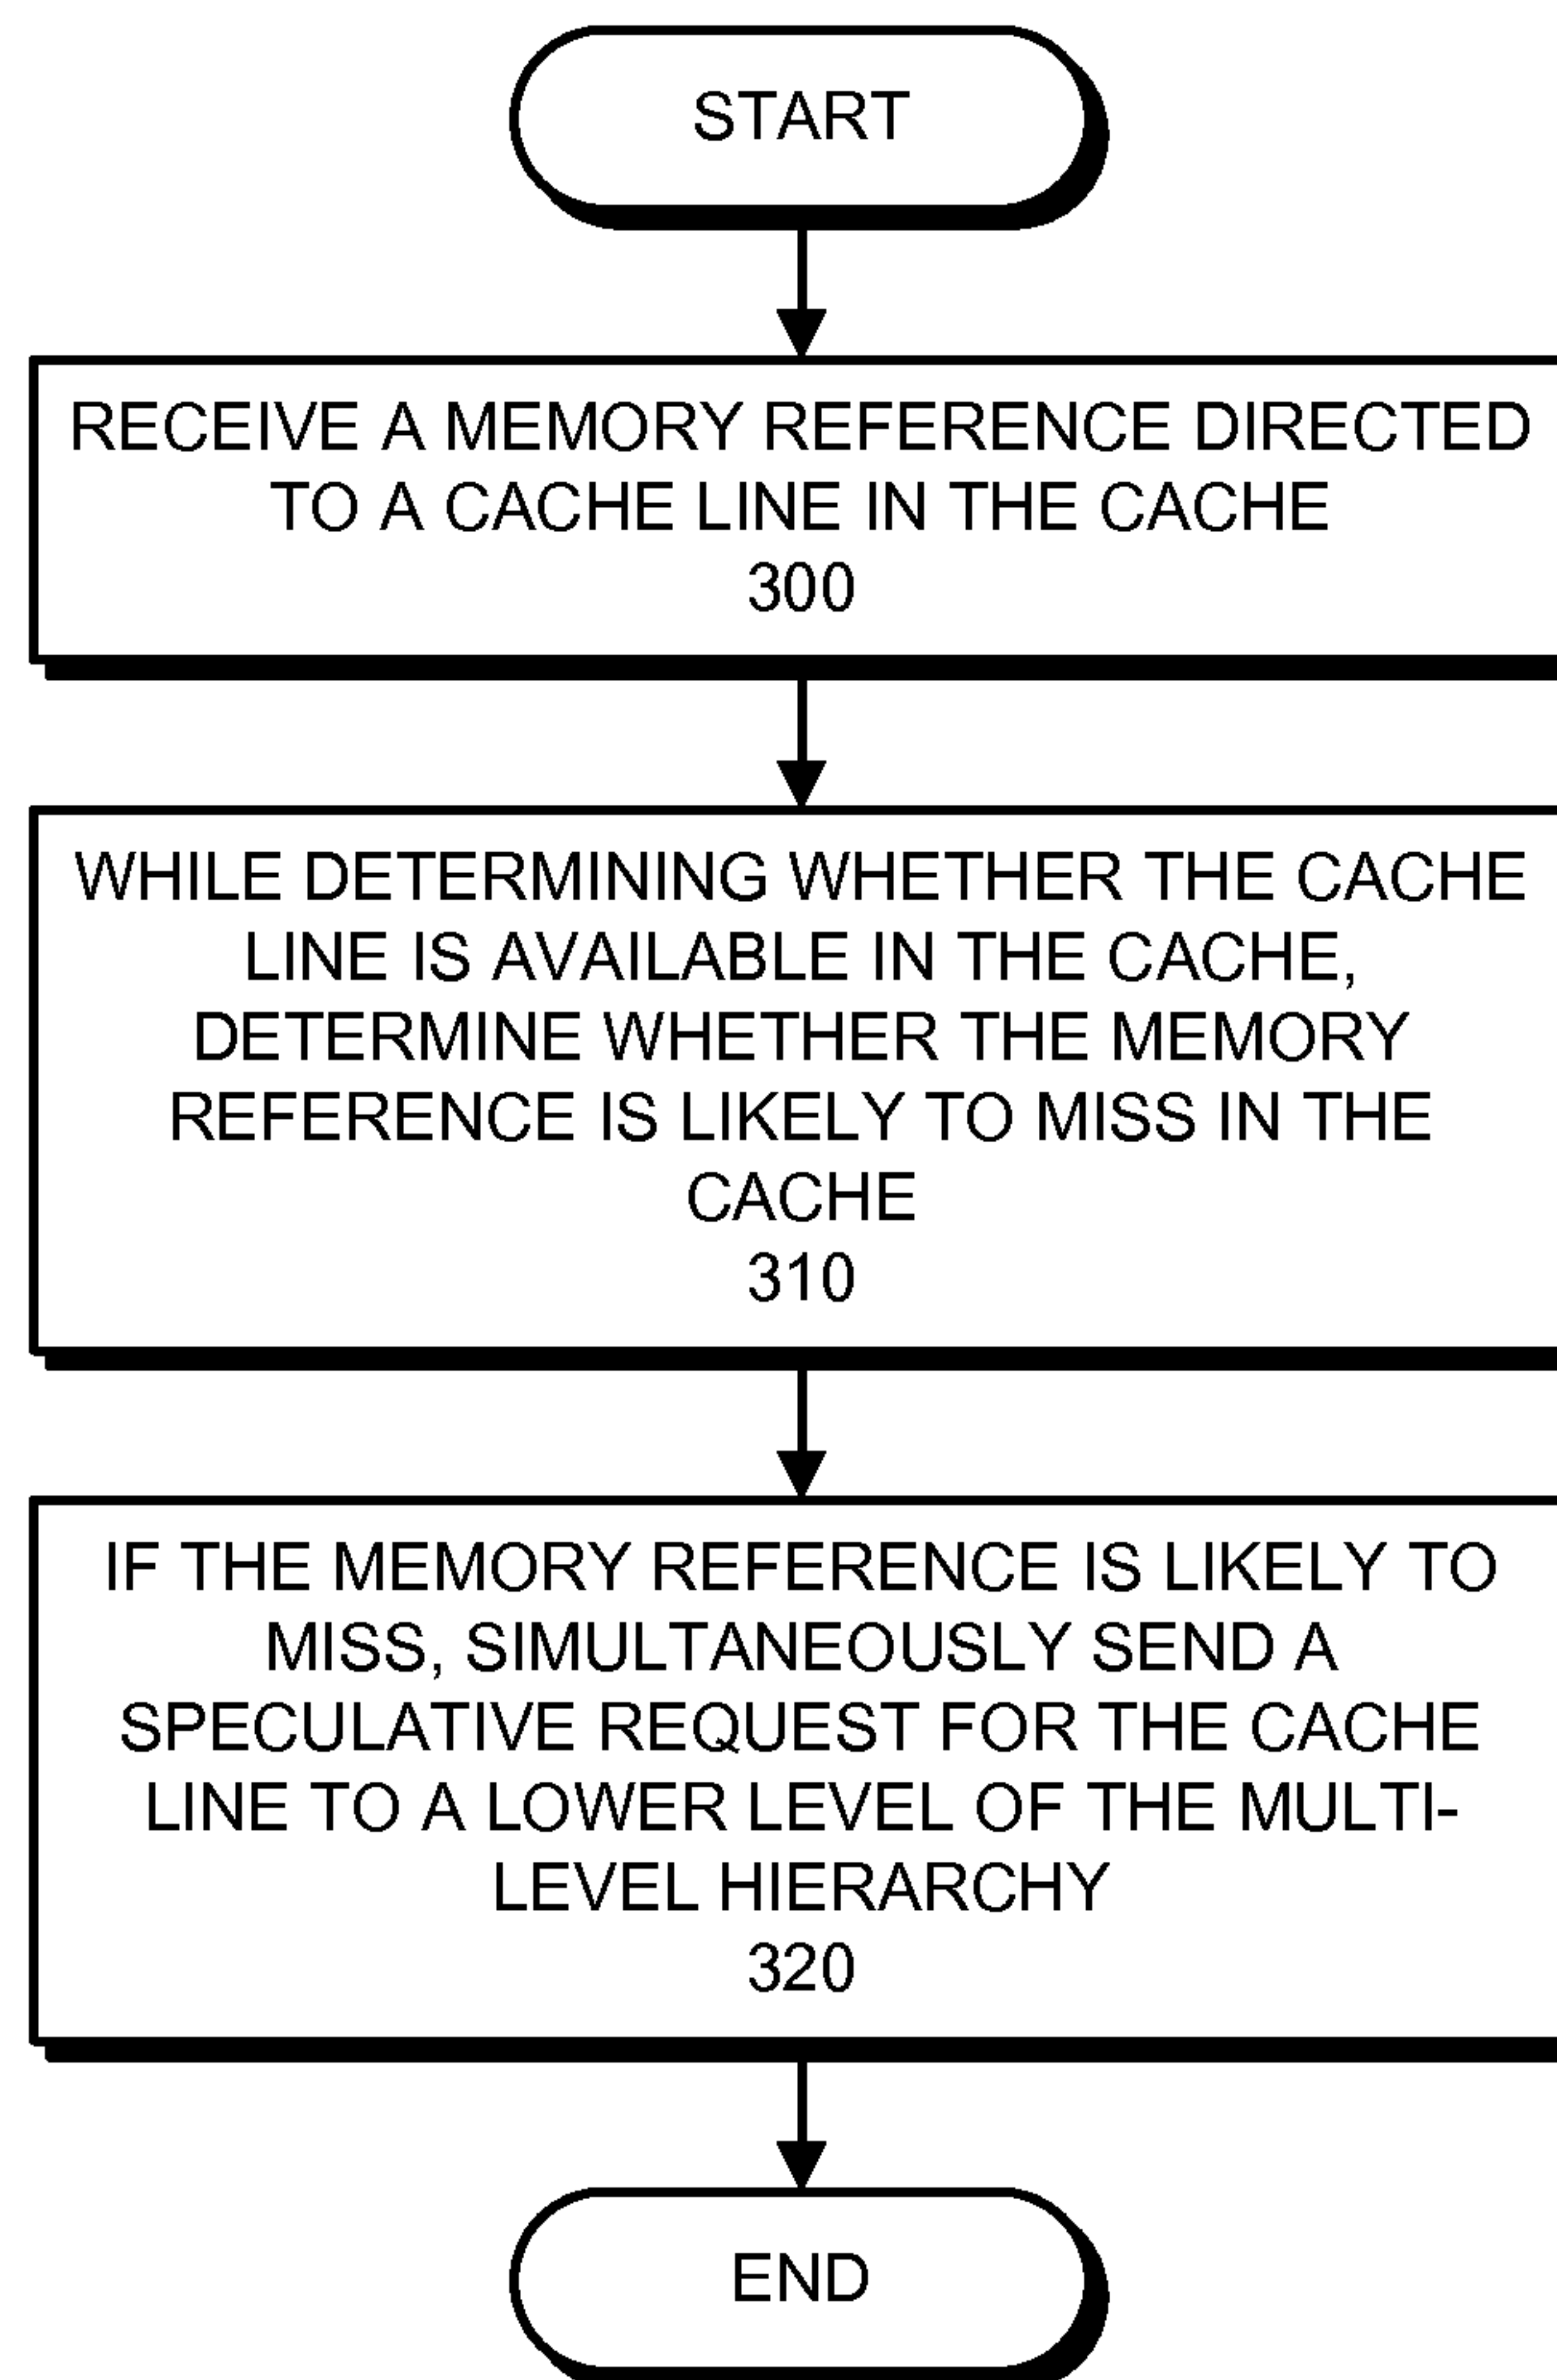 START
RECEIVE A MEMORY REFERENCE DIRECTED
TO A CACHE LINE IN THE CACHE
300
WHILE DETERMINING WHETHER THE CACHE
LINE IS AVAILABLE IN THE CACHE,
DETERMINE WHETHER THE MEMORY
REFERENCE IS LIKELY TO MISS IN THE
CACHE
310
IF THE MEMORY REFERENCE IS LIKELY TO
MISS, SIMULTANEOUSLY SEND A
SPECULATIVE REQUEST FOR THE CACHE
LINE TO A LOWER LEVEL OF THE MULTI-
LEVEL HIERARCHY
320
END